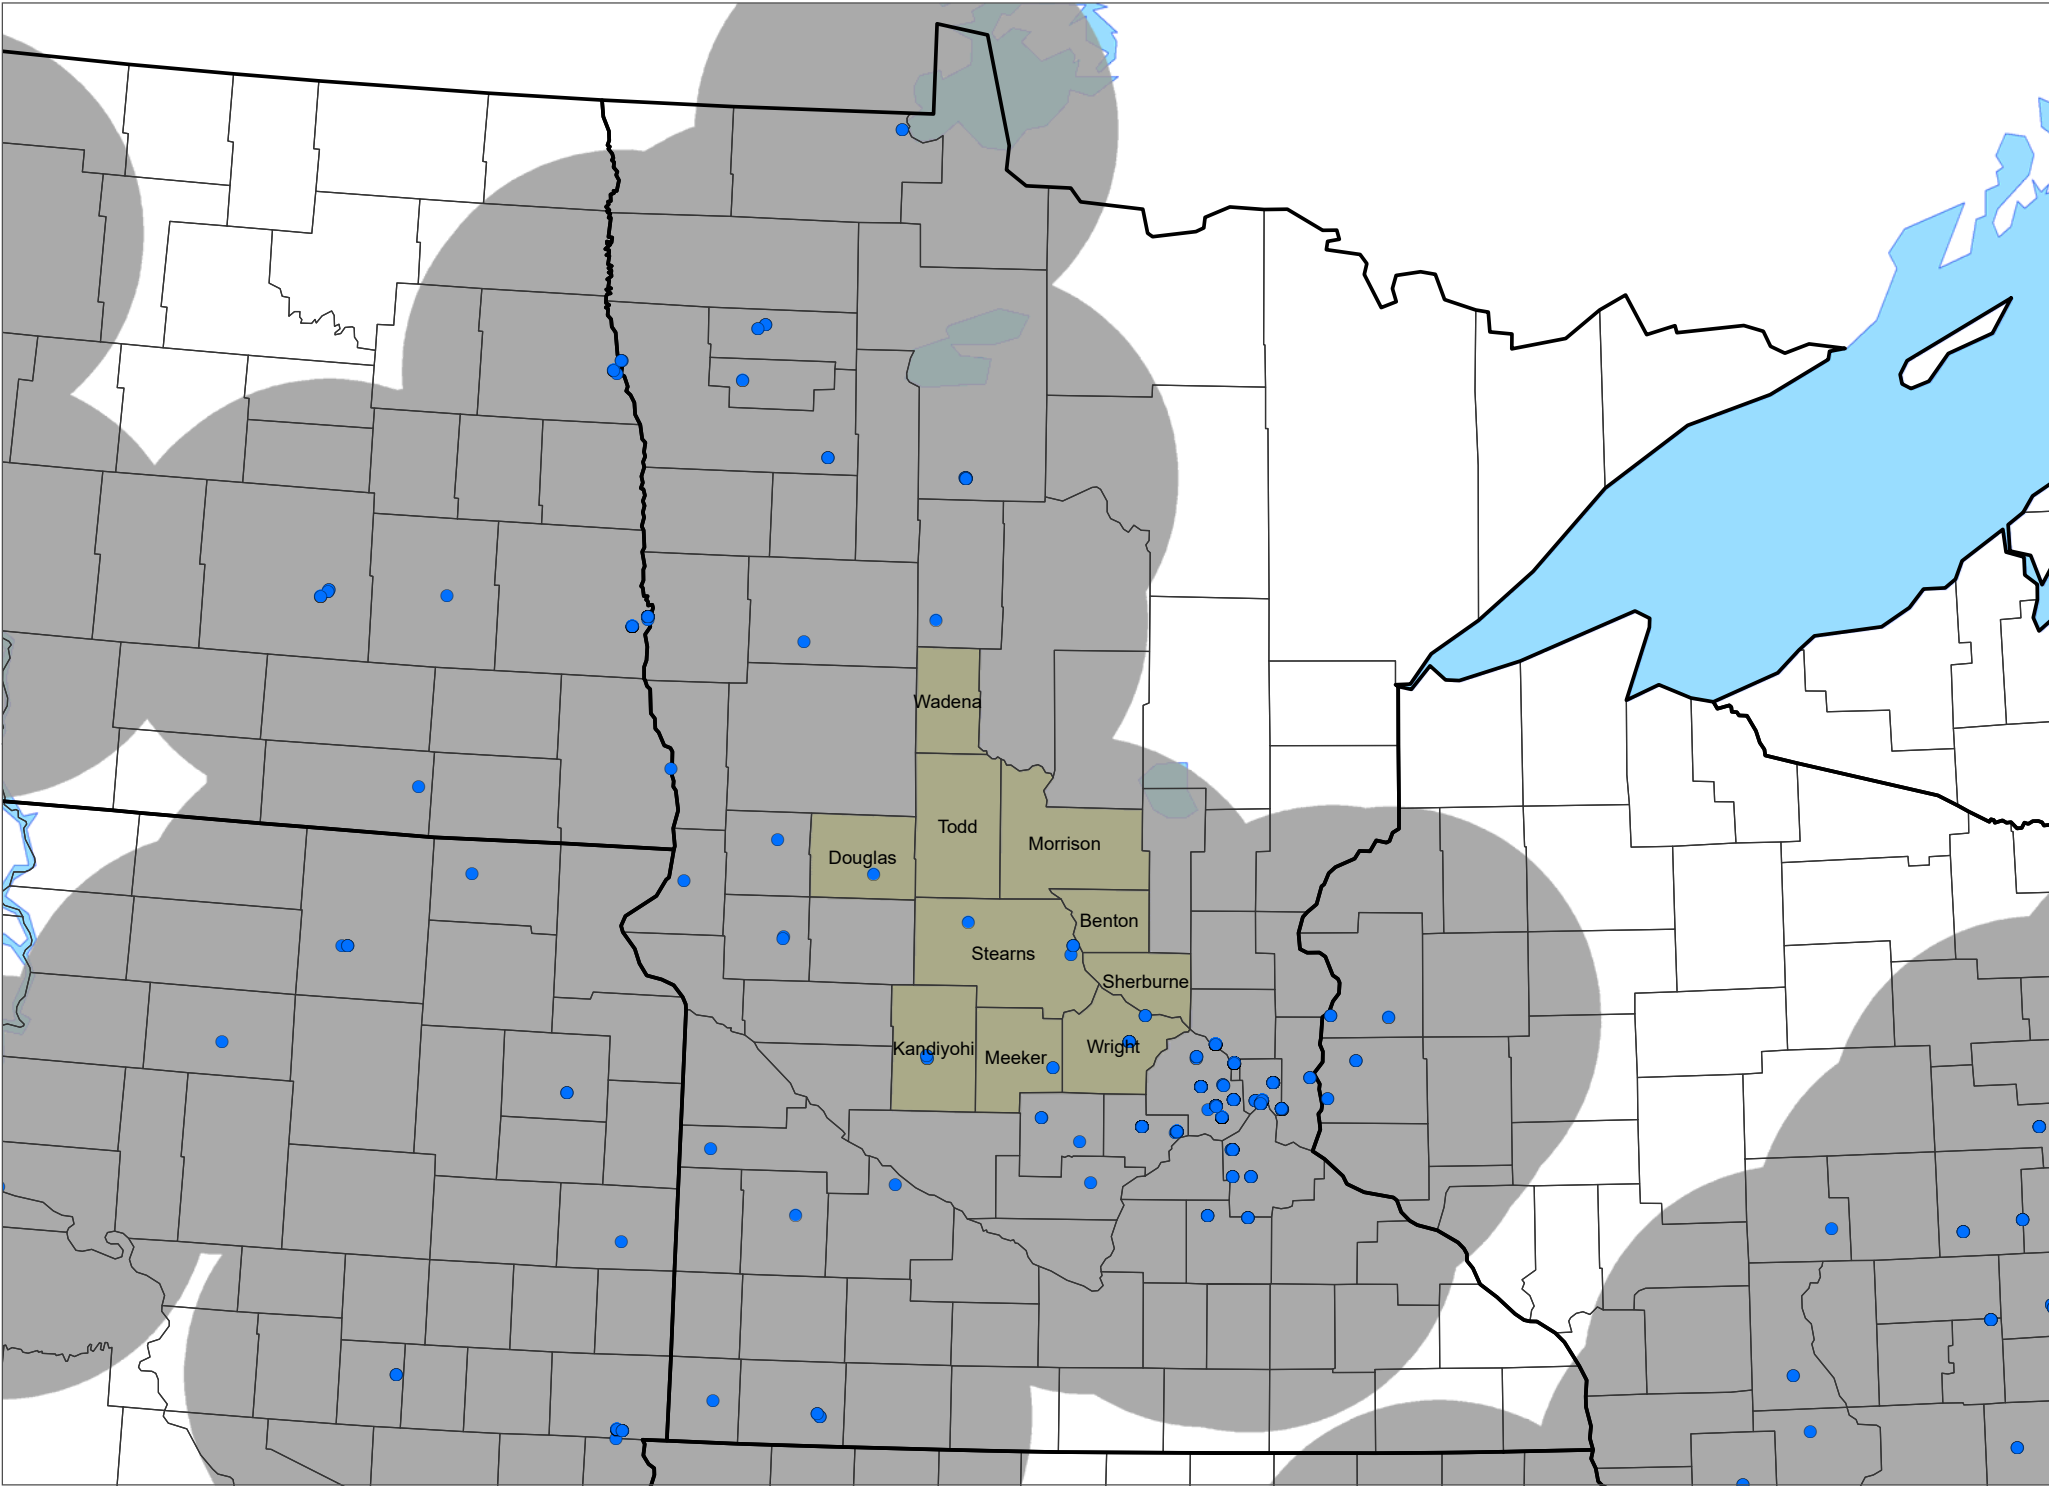 Wadena
Todd
Morrison
Douglas
Benton
Stearns
Sherburne
Kandiyohi
Meeker
Wright